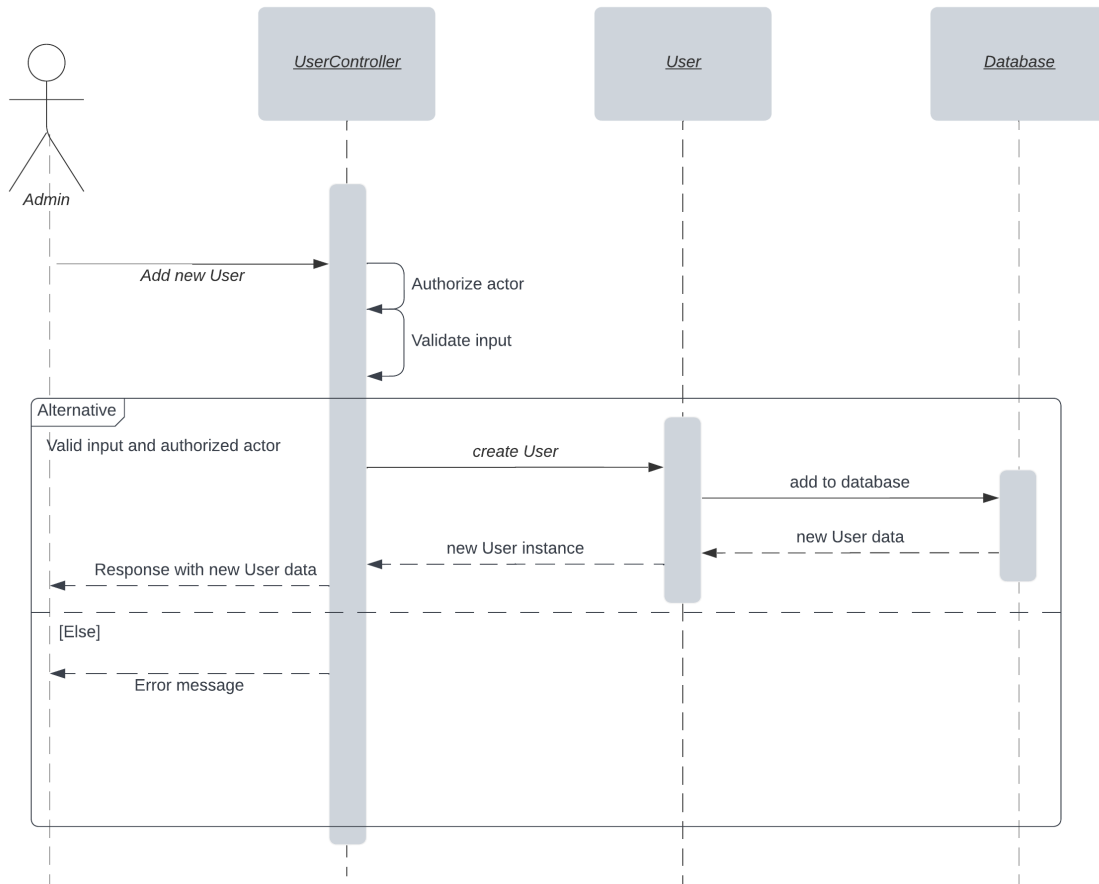 UserController
User
Database
Admin
Add new User
Authorize actor
Validate input
Alternative
Valid input and authorized actor
create User
add to database
new User data
new User instance
Response with new User data
[Else]
Error message